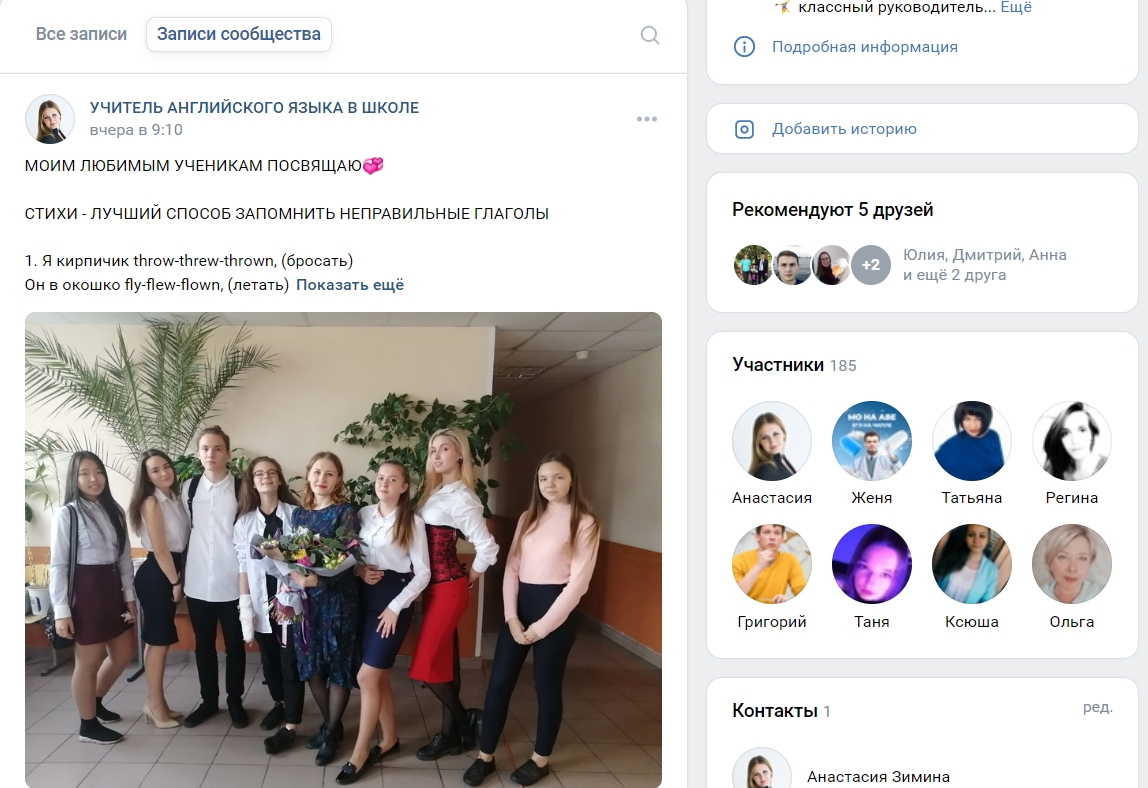 Все записи
Записи сообщества
УЧИТЕЛЬ АНГЛИЙСКОГО ЯЗЫКА В ШКОЛЕ
вчера в 9:10
МОИМ ЛЮБИМЫМ УЧЕНИКАМ ПОСВЯЩАЮ💞
СТИХИ - ЛУЧШИЙ СПОСОБ ЗАПОМНИТЬ НЕПРАВИЛЬНЫЕ ГЛАГОЛЫ
1. Я кирпичик throw-threw-thrown, (бросать)
Он в окошко fly-flew-flown, (летать) Показать ещё
классный руководитель... Ещё
Подробная информация
Добавить историю
Рекомендуют 5 друзей
+2
Юлия, Дмитрий, Анна
и ещё 2 друга
Участники 185
Анастасия
Женя
Татьяна
Регина
Григорий
Таня
Ксюша
Ольга
Контакты 1
ред.
Анастасия Зимина